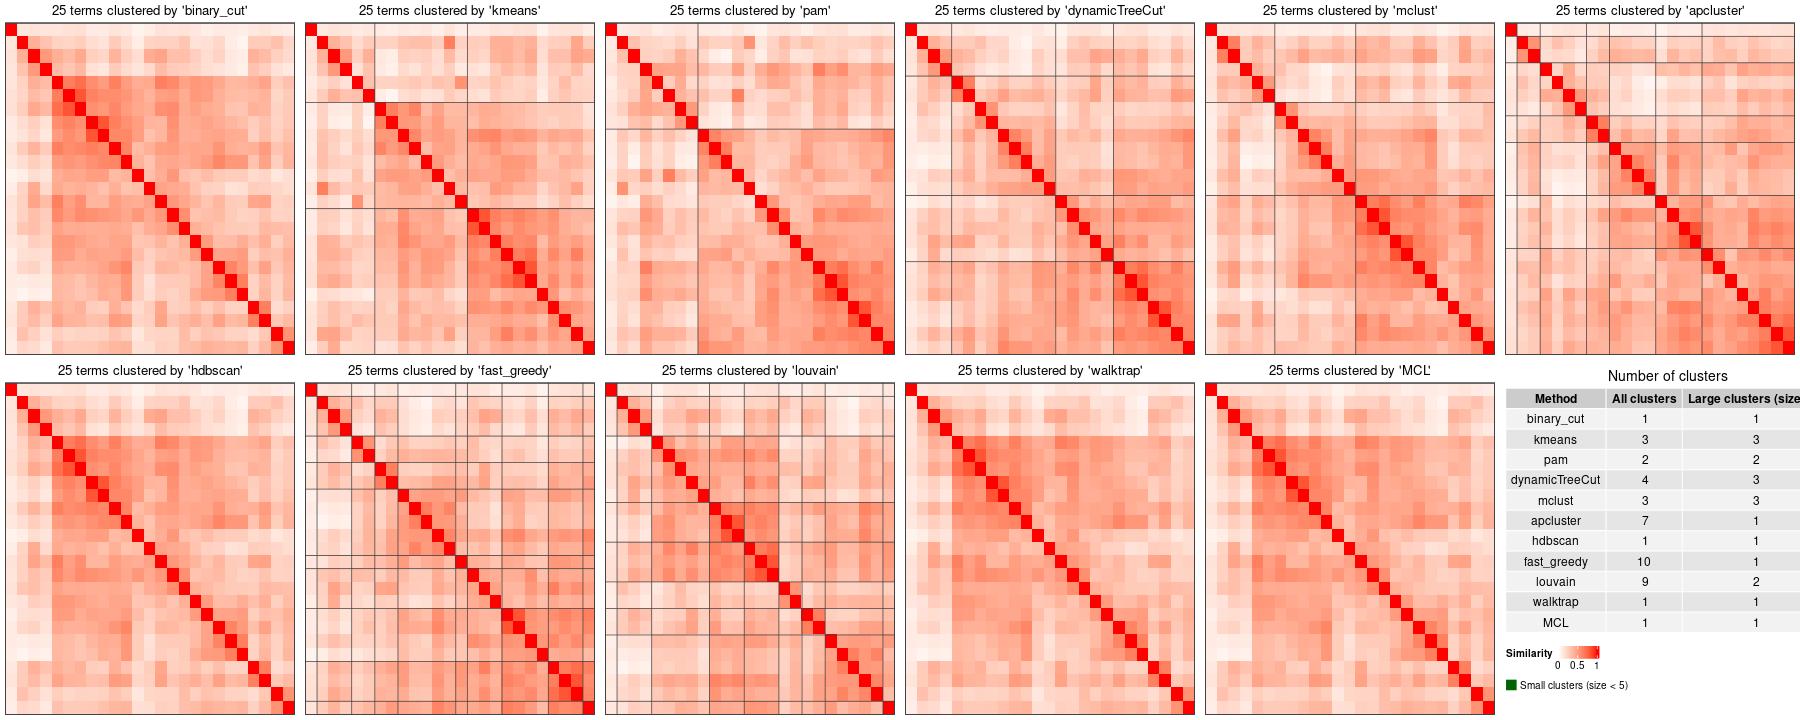 25 terms clustered by 'binary_cut'
25 terms clustered by 'kmeans'
25 terms clustered by 'pam'
25 terms clustered by 'dynamicTreeCut'
25 terms clustered by 'mclust'
25 terms clustered by 'apcluster'
25 terms clustered by 'hdbscan'
25 terms clustered by 'fast_greedy'
25 terms clustered by 'louvain'
25 terms clustered by 'walktrap'
25 terms clustered by 'MCL'
Number of clusters
Method All clusters Large clusters (size
binary_cut 1 1
kmeans 3 3
pam 2 2
dynamicTreeCut 4 3
mclust 3 3
apcluster 7 1
hdbscan 1 1
fast_greedy 10 1
louvain 9 2
walktrap 1 1
MCL 1 1
Similarity
0 0.5 1
Small clusters (size < 5)